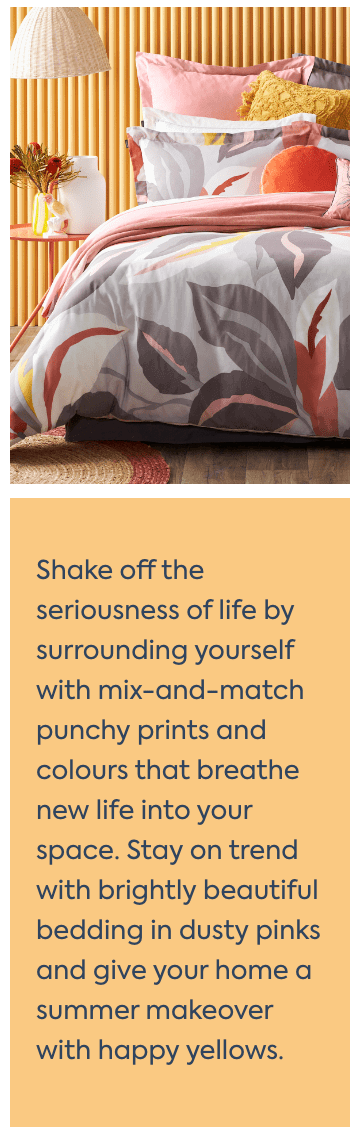 Shake off the
seriousness of life by
surrounding yourself
with mix-and-match
punchy prints and
colours that breathe
new life into your
space. Stay on trend
with brightly beautiful
bedding in dusty pinks
and give your home a
summer makeover
with happy yellows.